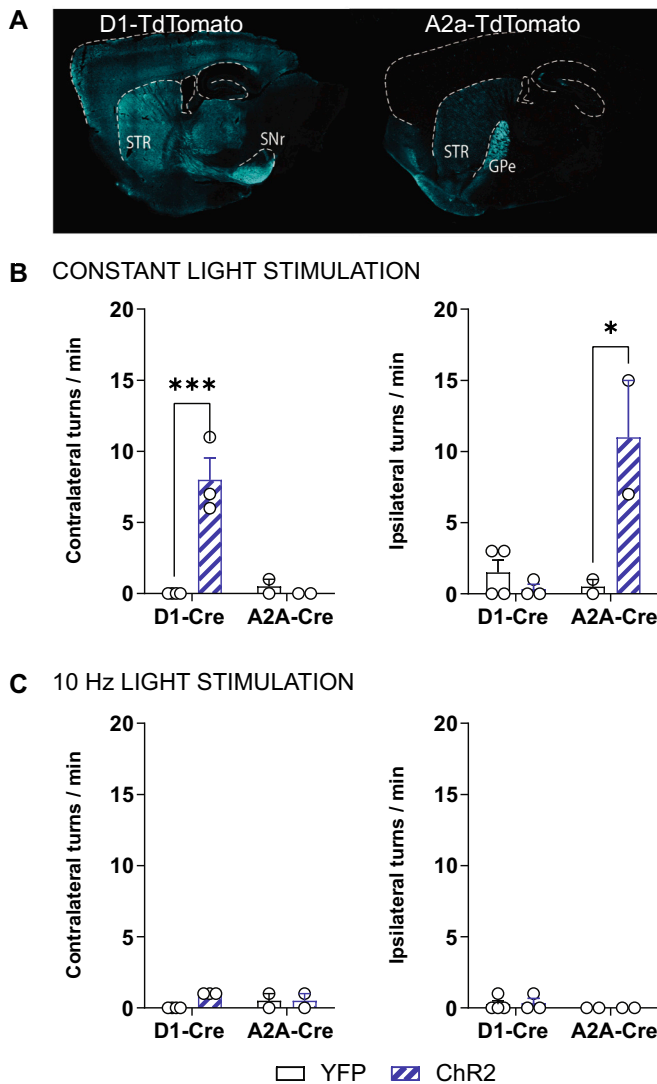 A
D1-TdTomato A2a-TdTomato
STR SNr STR GPe
B CONSTANT LIGHT STIMULATION
Contralateral turns / min
20
15
10
5
0
***
D1-Cre A2A-Cre
Ipsilateral turns / min
20
15
10
5
0
*
D1-Cre A2A-Cre
C 10 Hz LIGHT STIMULATION
Contralateral turns / min
20
15
10
5
0
D1-Cre A2A-Cre
Ipsilateral turns / min
20
15
10
5
0
D1-Cre A2A-Cre
YFP ChR2